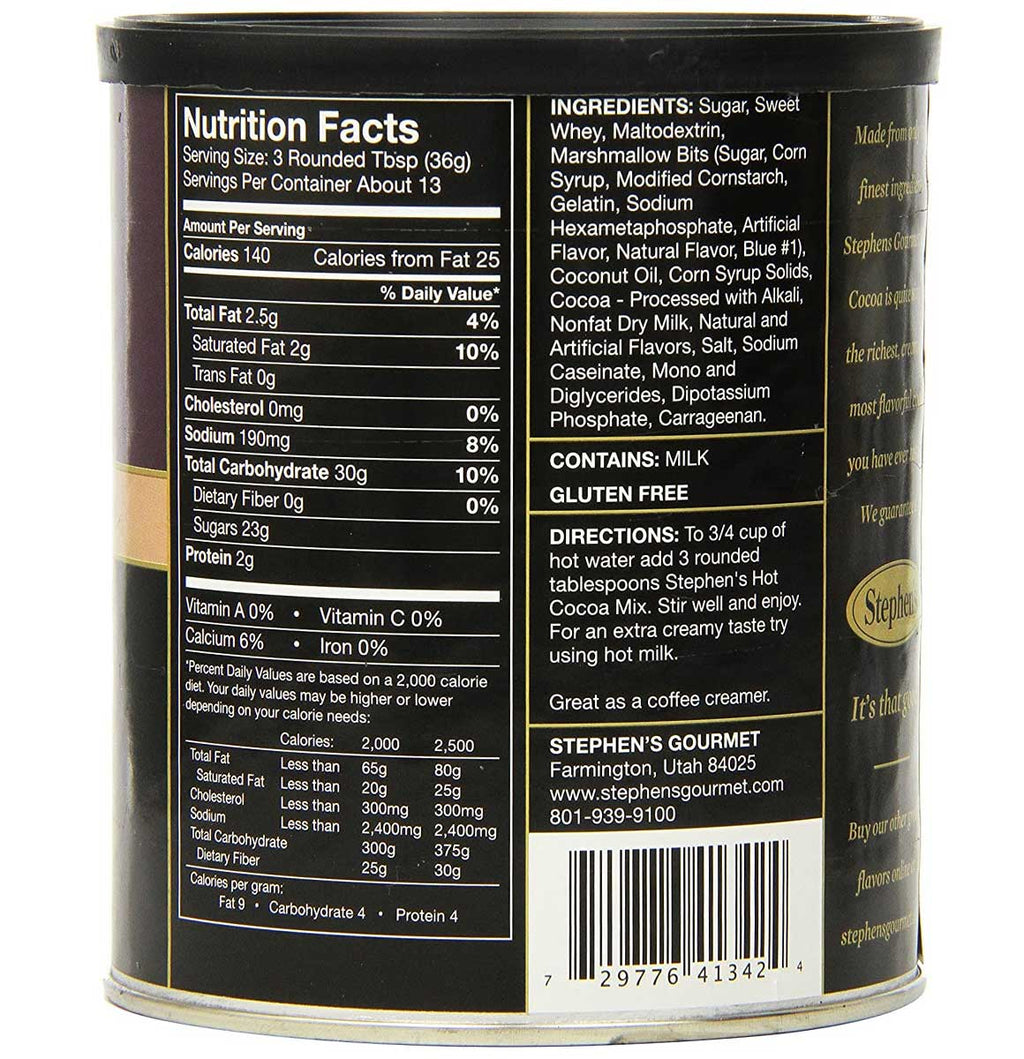 Nutrition Facts
Serving Size: 3 Rounded Tbsp (36g)
Servings Per Container About 13
Amount Per Serving
Calories 140 Calories from Fat 25
% Daily Value*
Total Fat 2.5g 4%
Saturated Fat 2g 10%
Trans Fat 0g
Cholesterol 0mg 0%
Sodium 190mg 8%
Total Carbohydrate 30g 10%
Dietary Fiber 0g 0%
Sugars 23g
Protein 2g
Vitamin A 0% • Vitamin C 0%
Calcium 6% • Iron 0%
*Percent Daily Values are based on a 2,000 calorie
diet. Your daily values may be higher or lower
depending on your calorie needs:
Calories: 2,000 2,500
Total Fat Less than 65g 80g
Saturated Fat Less than 20g 25g
Cholesterol Less than 300mg 300mg
Sodium Less than 2,400mg 2,400mg
Total Carbohydrate 300g 375g
Dietary Fiber 25g 30g
Calories per gram:
Fat 9 • Carbohydrate 4 • Protein 4
INGREDIENTS: Sugar, Sweet
Whey, Maltodextrin,
Marshmallow Bits (Sugar, Corn
Syrup, Modified Cornstarch,
Gelatin, Sodium
Hexametaphosphate, Artificial
Flavor, Natural Flavor, Blue #1),
Coconut Oil, Corn Syrup Solids,
Cocoa - Processed with Alkali,
Nonfat Dry Milk, Natural and
Artificial Flavors, Salt, Sodium
Caseinate, Mono and
Diglycerides, Dipotassium
Phosphate, Carrageenan.
CONTAINS: MILK
GLUTEN FREE
DIRECTIONS: To 3/4 cup of
hot water add 3 rounded
tablespoons Stephen's Hot
Cocoa Mix. Stir well and enjoy.
For an extra creamy taste try
using hot milk.
Great as a coffee creamer.
STEPHEN'S GOURMET
Farmington, Utah 84025
www.stephensgourmet.com
801-939-9100
7 29776 41342 4
Made from
finest
Stephens
Cocoa is
the richest,
most
you have
We
It's that
Buy our
flavors